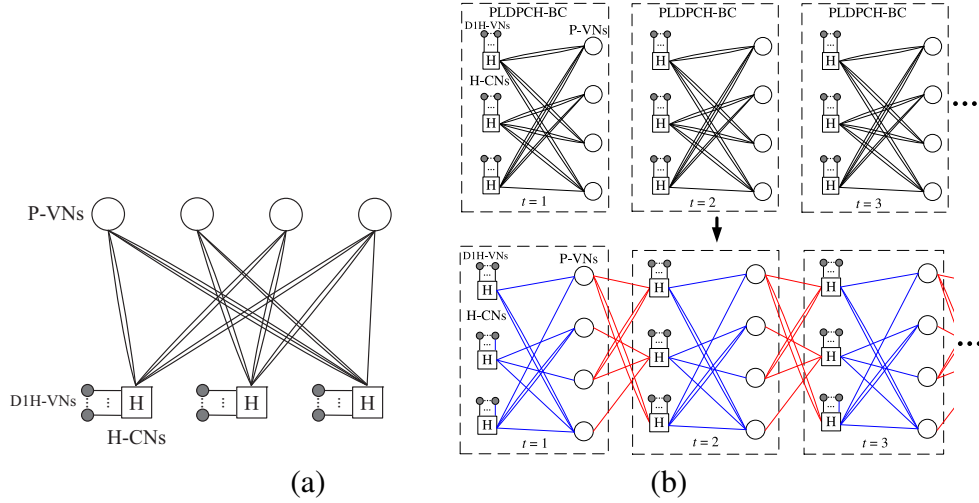 P-VNs
D1H-VNs
H
H
H
H-CNs
(a)
PLDPCH-BC
PLDPCH-BC
PLDPCH-BC
D1H-VNs
P-VNs
H
H
H
H-CNs
H
H
H
H
H
H
t = 1
t = 2
t = 3
D1H-VNs
P-VNs
H
H
H
H-CNs
H
H
H
H
H
H
t = 1
t = 2
t = 3
(b)